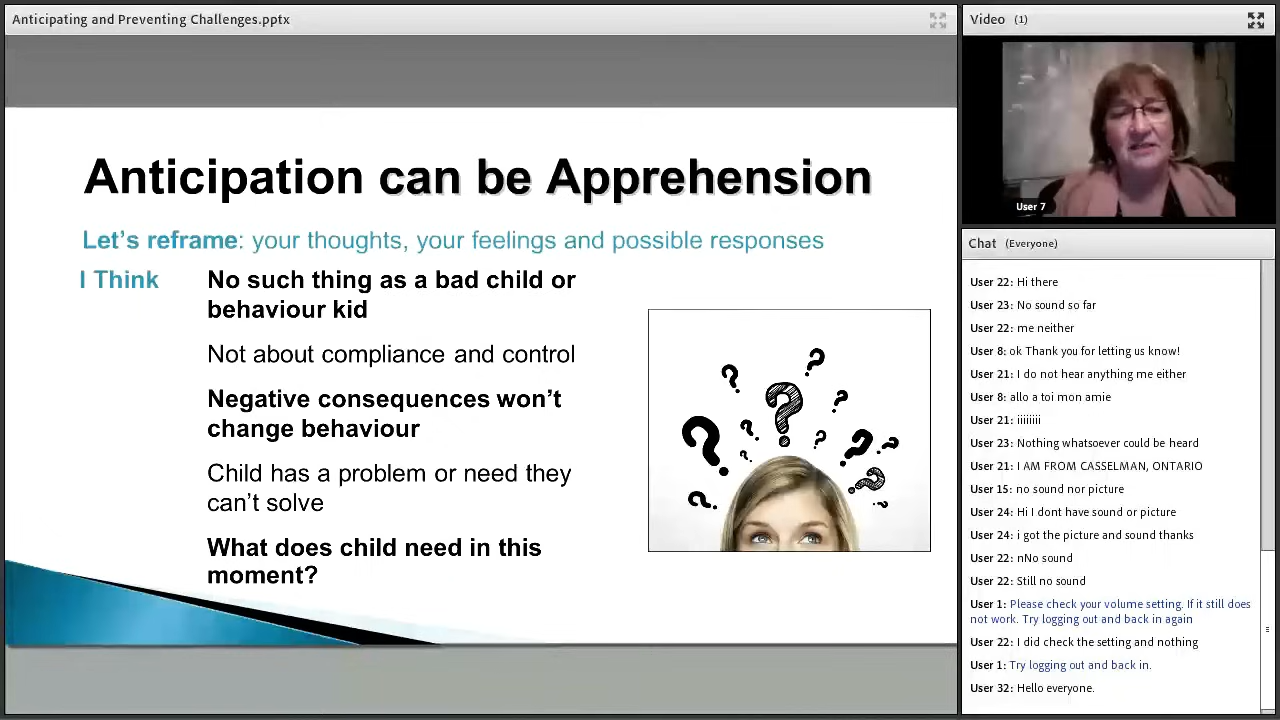 Anticipating and Preventing Challenges.pptx
Anticipation can be Apprehension
Let's reframe: your thoughts, your feelings and possible responses
I Think No such thing as a bad child or
behaviour kid
Not about compliance and control
Negative consequences won't
change behaviour
Child has a problem or need they
can't solve
What does child need in this
moment?
? ? ? ? ? ? ? ? ? ? ? ? ?
Video (1)
User 7
Chat (Everyone)
User 22: Hi there
User 23: No sound so far
User 22: me neither
User 8: ok Thank you for letting us know!
User 21: I do not hear anything me either
User 8: allo a toi mon amie
User 21: iiiiiiii
User 23: Nothing whatsoever could be heard
User 21: I AM FROM CASSELMAN, ONTARIO
User 15: no sound nor picture
User 24: Hi I dont have sound or picture
User 24: i got the picture and sound thanks
User 22: nNo sound
User 22: Still no sound
User 1: Please check your volume setting. If it still does
not work. Try logging out and back in again
User 22: I did check the setting and nothing
User 1: Try logging out and back in.
User 32: Hello everyone.